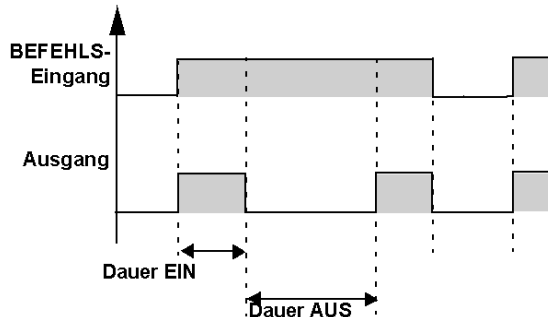 BEFEHLS-
Eingang
Ausgang
Dauer EIN
Dauer AUS